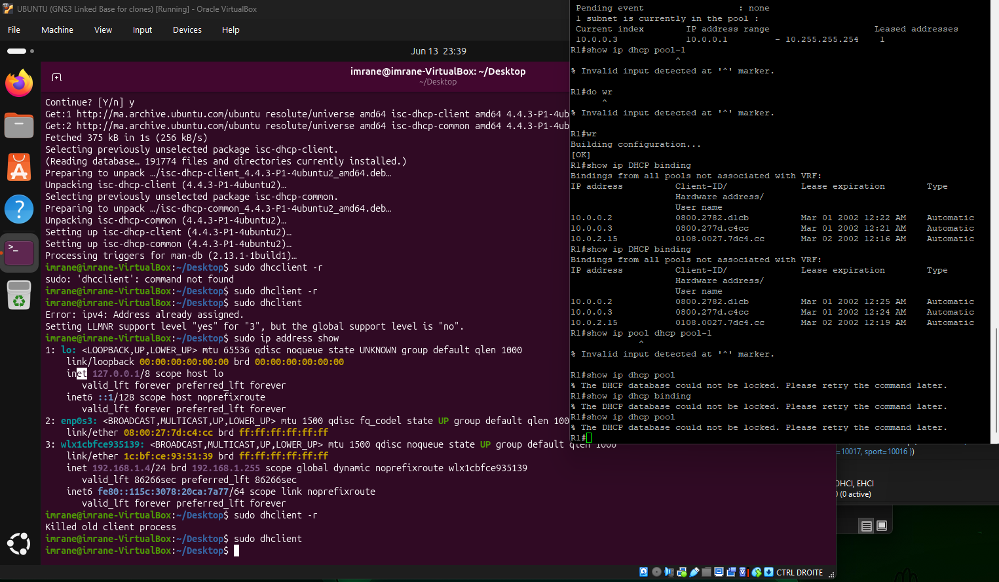 UBUNTU (GNS3 Linked Base for clones) [Running] - Oracle VirtualBox
File Machine View Input Devices Help
Jun 13 23:39
imrane@imrane-VirtualBox: ~/Desktop
~/Desktop
Continue? [Y/n] y
Get:1 http://ma.archive.ubuntu.com/ubuntu resolute/universe amd64 isc-dhcp-client amd64 4.4.3-P1-4ub
Get:2 http://ma.archive.ubuntu.com/ubuntu resolute/universe amd64 isc-dhcp-common amd64 4.4.3-P1-4ub
Fetched 375 kB in 1s (256 kB/s)
Selecting previously unselected package isc-dhcp-client.
(Reading database… 191774 files and directories currently installed.)
Preparing to unpack …/isc-dhcp-client_4.4.3-P1-4ubuntu2_amd64.deb…
Unpacking isc-dhcp-client (4.4.3-P1-4ubuntu2)…
Selecting previously unselected package isc-dhcp-common.
Preparing to unpack …/isc-dhcp-common_4.4.3-P1-4ubuntu2_amd64.deb…
Unpacking isc-dhcp-common (4.4.3-P1-4ubuntu2)…
Setting up isc-dhcp-client (4.4.3-P1-4ubuntu2)…
Setting up isc-dhcp-common (4.4.3-P1-4ubuntu2)…
Processing triggers for man-db (2.13.1-1build1)…
imrane@imrane-VirtualBox:~/Desktop$ sudo dhcclient -r
sudo: 'dhcclient': command not found
imrane@imrane-VirtualBox:~/Desktop$ sudo dhclient -r
imrane@imrane-VirtualBox:~/Desktop$ sudo dhclient
Error: ipv4: Address already assigned.
Setting LLMNR support level "yes" for "3", but the global support level is "no".
imrane@imrane-VirtualBox:~/Desktop$ sudo ip address show
1: lo: <LOOPBACK,UP,LOWER_UP> mtu 65536 qdisc noqueue state UNKNOWN group default qlen 1000
link/loopback 00:00:00:00:00:00 brd 00:00:00:00:00:00
inet 127.0.0.1/8 scope host lo
valid_lft forever preferred_lft forever
inet6 ::1/128 scope host noprefixroute
valid_lft forever preferred_lft forever
2: enp0s3: <BROADCAST,MULTICAST,UP,LOWER_UP> mtu 1500 qdisc fq_codel state UP group default qlen 100
link/ether 08:00:27:7d:c4:cc brd ff:ff:ff:ff:ff:ff
3: wlx1cbfce935139: <BROADCAST,MULTICAST,UP,LOWER_UP> mtu 1500 qdisc noqueue state UP group default qlen 1000
link/ether 1c:bf:ce:93:51:39 brd ff:ff:ff:ff:ff:ff
inet 192.168.1.4/24 brd 192.168.1.255 scope global dynamic noprefixroute wlx1cbfce935139
valid_lft 86266sec preferred_lft 86266sec
inet6 fe80::115c:3078:20ca:7a77/64 scope link noprefixroute
valid_lft forever preferred_lft forever
imrane@imrane-VirtualBox:~/Desktop$ sudo dhclient -r
Killed old client process
imrane@imrane-VirtualBox:~/Desktop$ sudo dhclient
imrane@imrane-VirtualBox:~/Desktop$
CTRL DROITE
Pending event : none
1 subnet is currently in the pool :
Current index IP address range Leased addresses
10.0.0.3 10.0.0.1 - 10.255.255.254 1
R1#show ip dhcp pool-1
^
% Invalid input detected at '^' marker.
R1#do wr
^
% Invalid input detected at '^' marker.
R1#wr
Building configuration...
[OK]
R1#show ip DHCP binding
Bindings from all pools not associated with VRF:
IP address Client-ID/ Lease expiration Type
Hardware address/
User name
10.0.0.2 0800.2782.d1cb Mar 01 2002 12:22 AM Automatic
10.0.0.3 0800.277d.c4cc Mar 01 2002 12:21 AM Automatic
10.0.2.15 0108.0027.7dc4.cc Mar 02 2002 12:16 AM Automatic
R1#show ip DHCP binding
Bindings from all pools not associated with VRF:
IP address Client-ID/ Lease expiration Type
Hardware address/
User name
10.0.0.2 0800.2782.d1cb Mar 01 2002 12:25 AM Automatic
10.0.0.3 0800.277d.c4cc Mar 01 2002 12:24 AM Automatic
10.0.2.15 0108.0027.7dc4.cc Mar 02 2002 12:19 AM Automatic
R1#show ip pool dhcp pool-1
^
% Invalid input detected at '^' marker.
R1#show ip dhcp pool
% The DHCP database could not be locked. Please retry the command later.
R1#show ip dhcp binding
% The DHCP database could not be locked. Please retry the command later.
R1#show ip dhcp pool
% The DHCP database could not be locked. Please retry the command later.
R1#
=10017, sport=10016 })
OHCI, EHCI
(0 active)